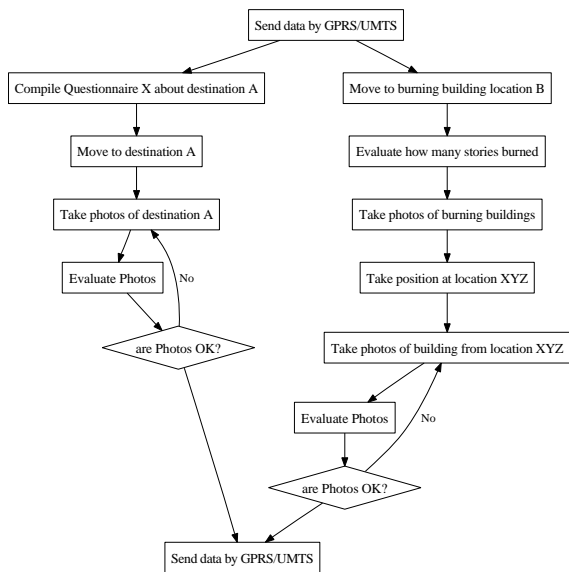 Send data by GPRS/UMTS
Compile Questionnaire X about destination A
Move to burning building location B
Move to destination A
Evaluate how many stories burned
Take photos of destination A
Take photos of burning buildings
Evaluate Photos
No
Take position at location XYZ
are Photos OK?
Take photos of building from location XYZ
Evaluate Photos
No
are Photos OK?
Send data by GPRS/UMTS